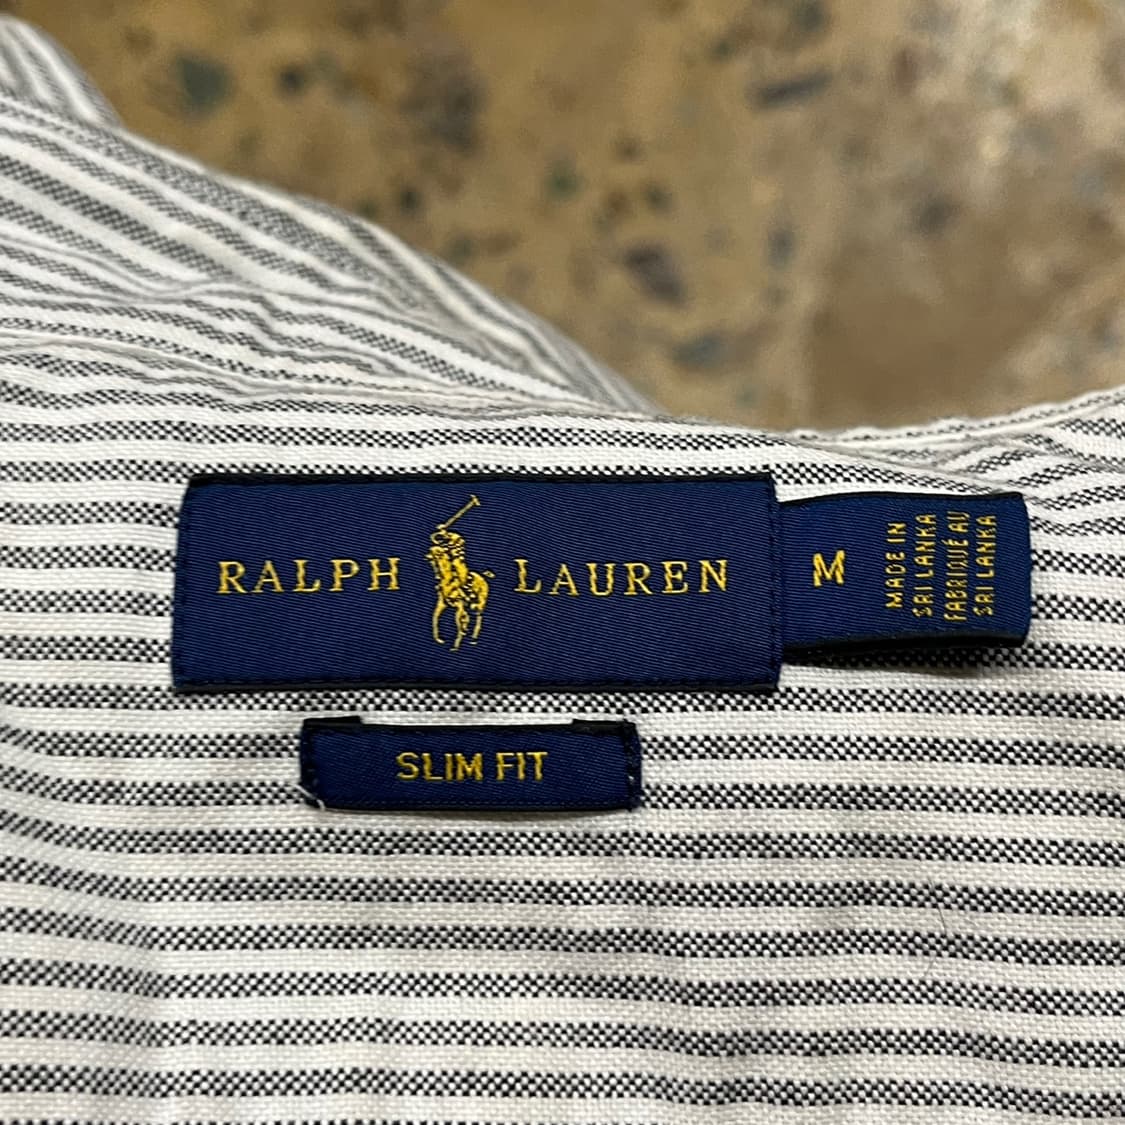 RALPH LAUREN
M
MADE IN
SRI LANKA
FABRIQUÉ AU
SRI LANKA
SLIM FIT